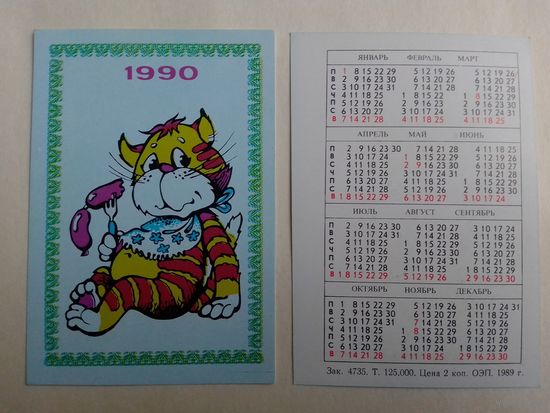 1990
ЯНВАРЬ ФЕВРАЛЬ МАРТ
П 1 8 15 22 29 5 12 19 26 5 12 19 26
В 2 9 16 23 30 6 13 20 27 6 13 20 27
С 3 10 17 24 31 7 14 21 28 7 14 21 28
Ч 4 11 18 25 1 8 15 22 1 8 15 22 29
П 5 12 19 26 2 9 16 23 2 9 16 23 30
С 6 13 20 27 3 10 17 24 3 10 17 24 31
В 7 14 21 28 4 11 18 25 4 11 18 25
АПРЕЛЬ МАЙ ИЮНЬ
П 2 9 16 23 30 7 14 21 28 4 11 18 25
В 3 10 17 24 1 8 15 22 29 5 12 19 26
С 4 11 18 25 2 9 16 23 30 6 13 20 27
Ч 5 12 19 26 3 10 17 24 31 7 14 21 28
П 6 13 20 27 4 11 18 25 1 8 15 22 29
С 7 14 21 28 5 12 19 26 2 9 16 23 30
В 1 8 15 22 29 6 13 20 27 3 10 17 24
ИЮЛЬ АВГУСТ СЕНТЯБРЬ
П 2 9 16 23 30 6 13 20 27 3 10 17 24
В 3 10 17 24 31 7 14 21 28 4 11 18 25
С 4 11 18 25 1 8 15 22 29 5 12 19 26
Ч 5 12 19 26 2 9 16 23 30 6 13 20 27
П 6 13 20 27 3 10 17 24 31 7 14 21 28
С 7 14 21 28 4 11 18 25 1 8 15 22 29
В 1 8 15 22 29 5 12 19 26 2 9 16 23 30
ОКТЯБРЬ НОЯБРЬ ДЕКАБРЬ
П 1 8 15 22 29 5 12 19 26 3 10 17 24 31
В 2 9 16 23 30 6 13 20 27 4 11 18 25
С 3 10 17 24 31 7 14 21 28 5 12 19 26
Ч 4 11 18 25 1 8 15 22 29 6 13 20 27
П 5 12 19 26 2 9 16 23 30 7 14 21 28
С 6 13 20 27 3 10 17 24 1 8 15 22 29
В 7 14 21 28 4 11 18 25 2 9 16 23 30
Зак. 4735. Т. 125,000. Цена 2 коп. ОЭП. 1989 г.